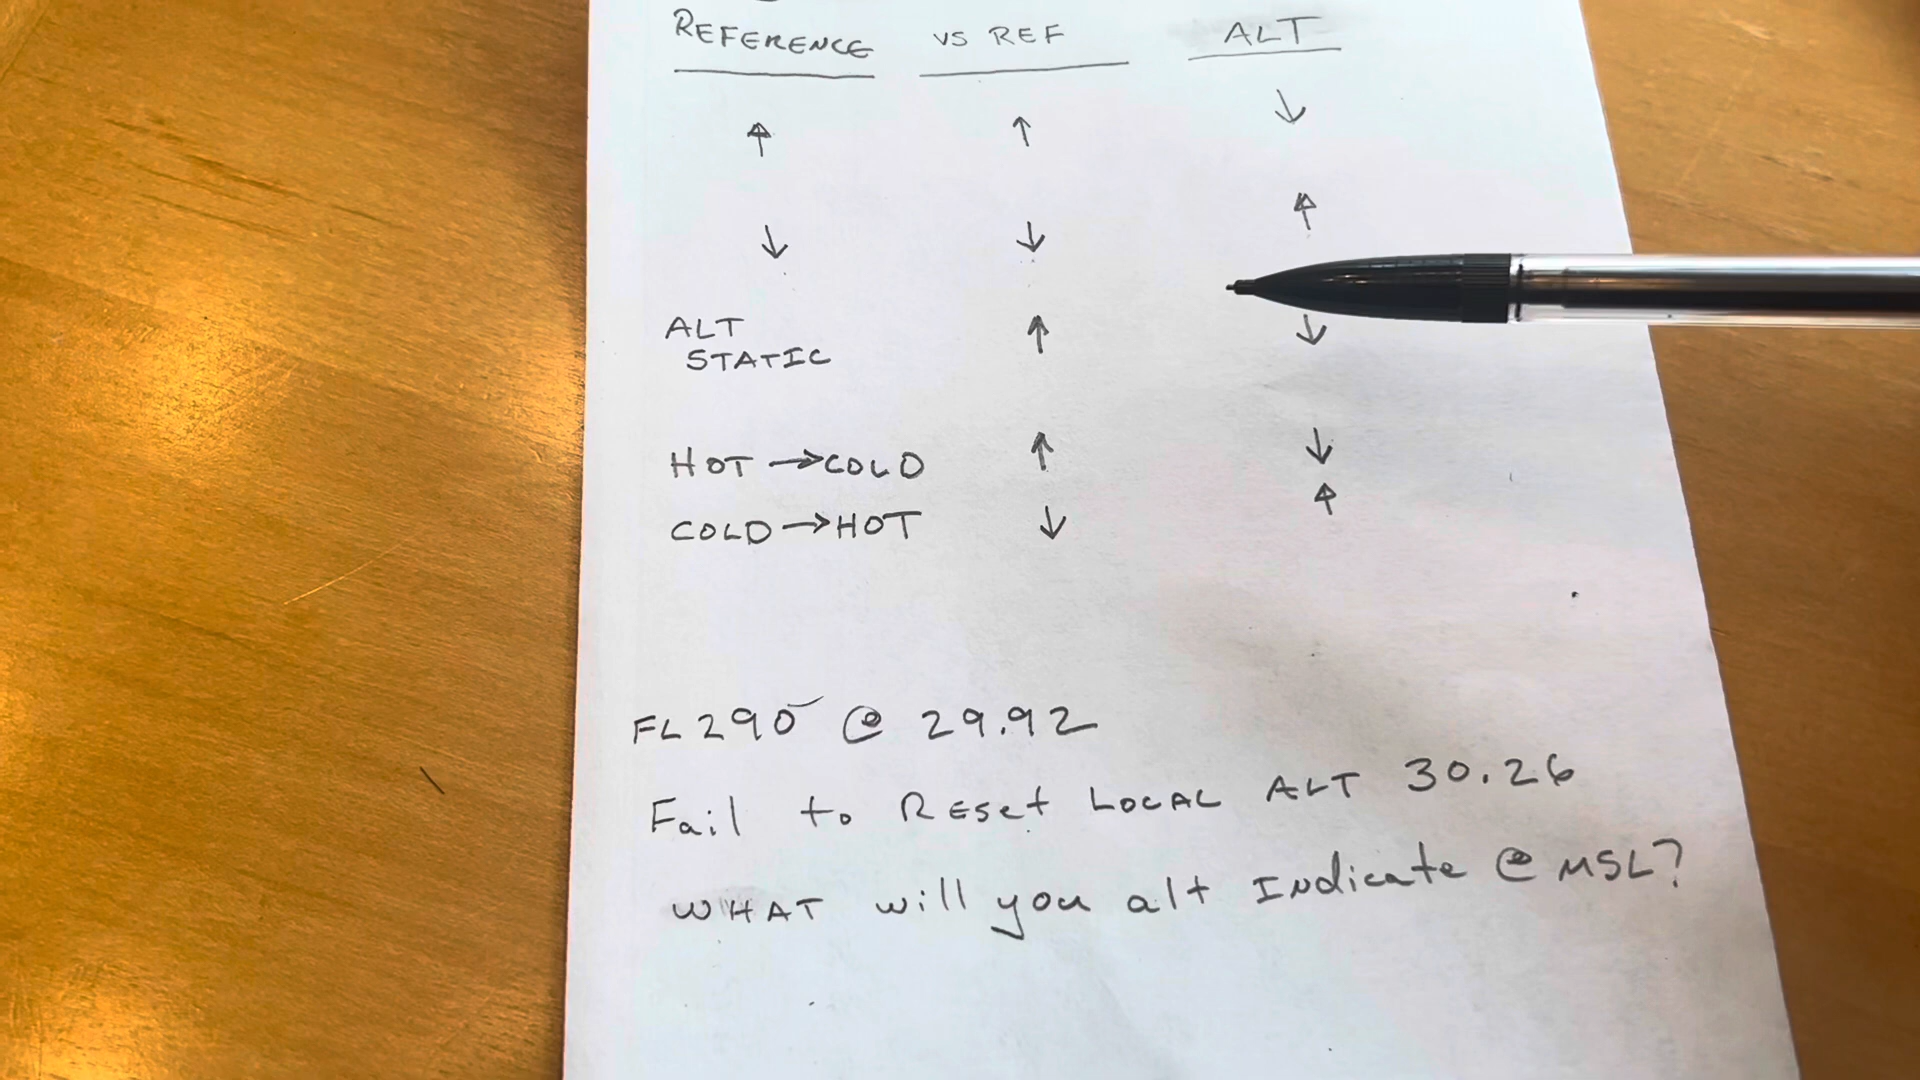 REFERENCE VS REF ALT
↑ ↑ ↓
↓ ↓ ↑
ALT
STATIC ↑ ↓
HOT → COLD ↑ ↓
COLD → HOT ↓ ↑
FL290 @ 29.92
Fail to Reset Local ALT 30.26
WHAT will you alt Indicate @ MSL?